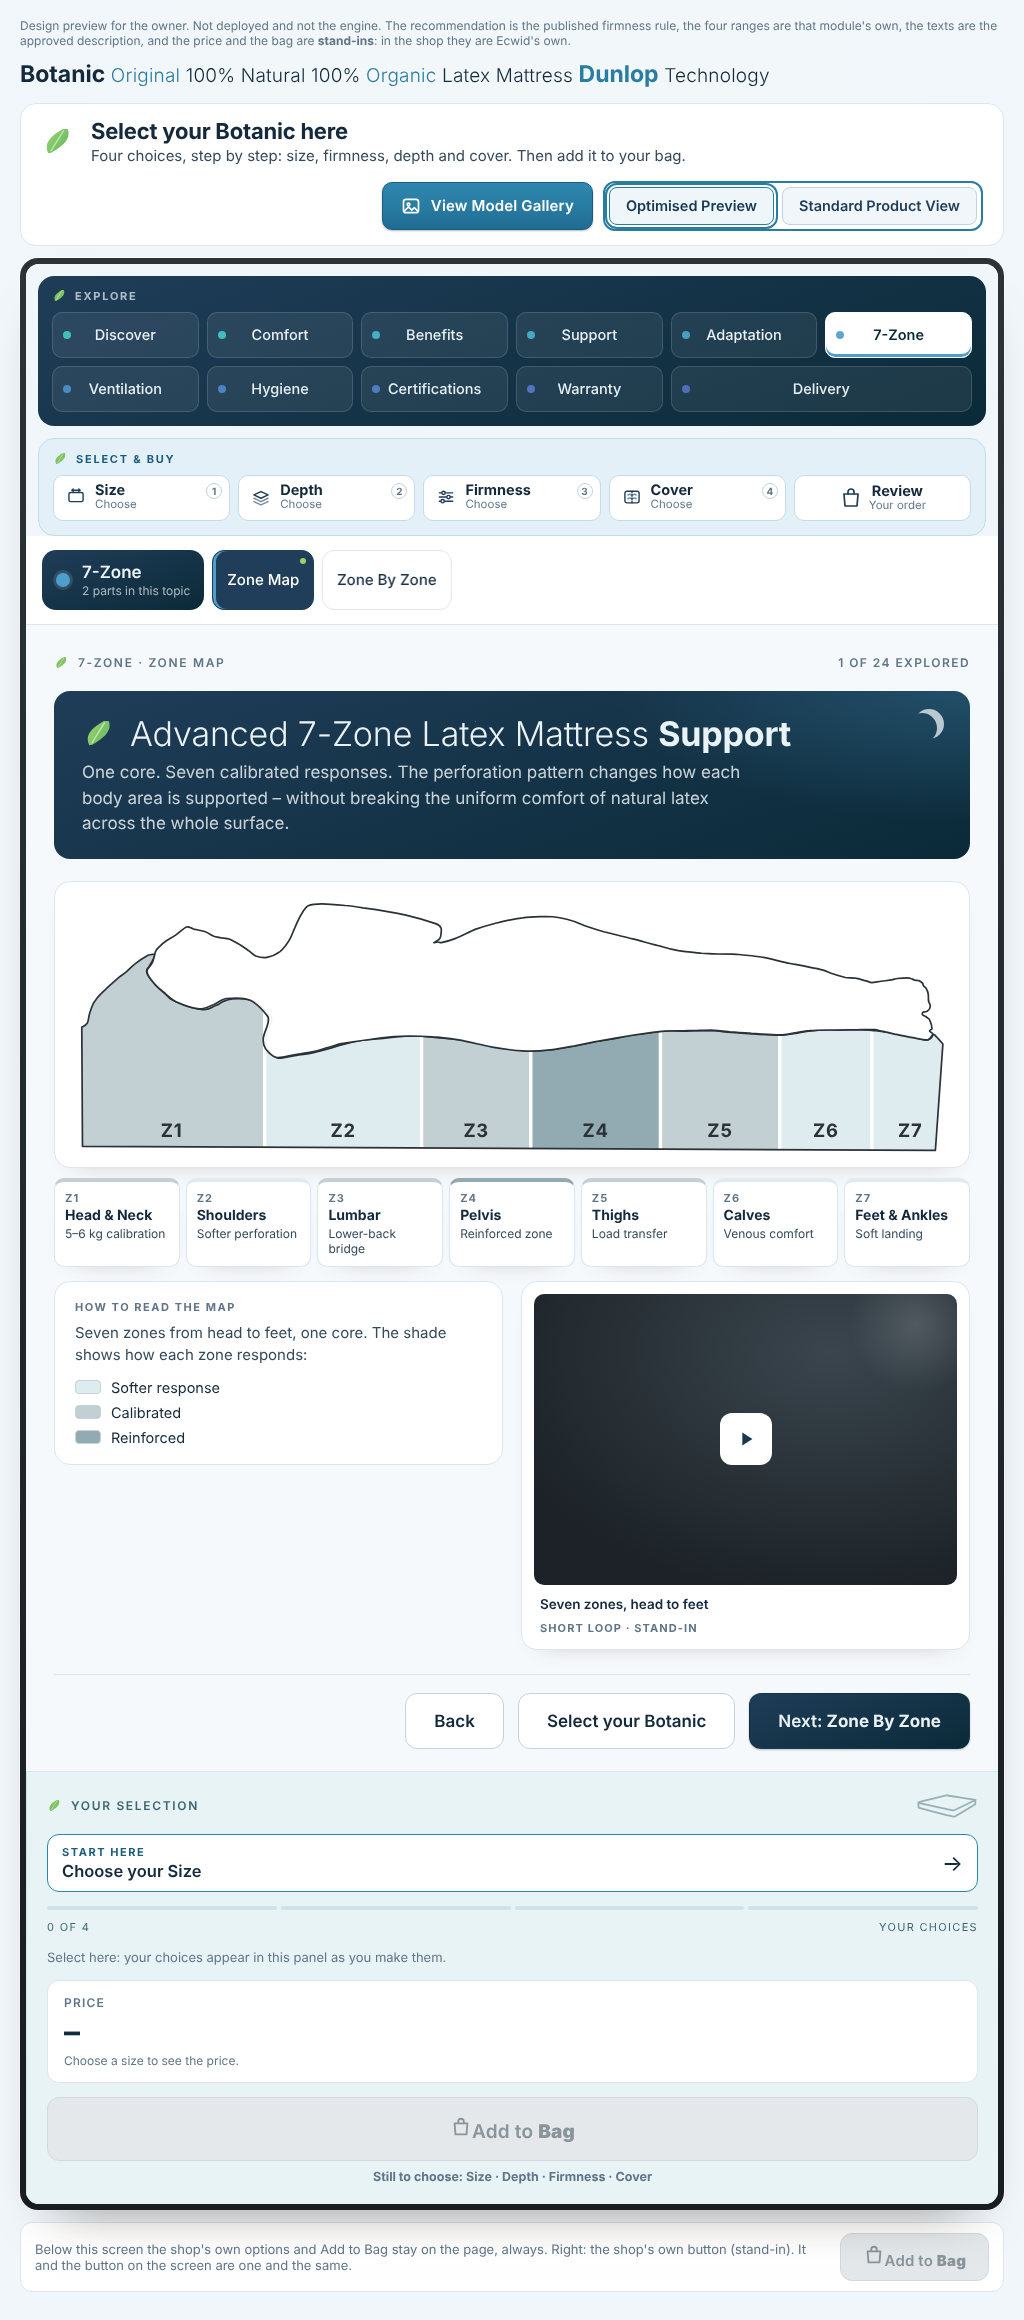 Design preview for the owner. Not deployed and not the engine. The recommendation is the published firmness rule, the four ranges are that module's own, the texts are the
approved description, and the price and the bag are stand-ins: in the shop they are Ecwid's own.
Botanic Original 100% Natural 100% Organic Latex Mattress Dunlop Technology
Select your Botanic here
Four choices, step by step: size, firmness, depth and cover. Then add it to your bag.
View Model Gallery
Optimised Preview
Standard Product View
EXPLORE
Discover
Comfort
Benefits
Support
Adaptation
7-Zone
Ventilation
Hygiene
Certifications
Warranty
Delivery
SELECT & BUY
Size
Choose
1
Depth
Choose
2
Firmness
Choose
3
Cover
Choose
4
Review
Your order
7-Zone
2 parts in this topic
Zone Map
Zone By Zone
7-ZONE · ZONE MAP
1 OF 24 EXPLORED
Advanced 7-Zone Latex Mattress Support
One core. Seven calibrated responses. The perforation pattern changes how each
body area is supported – without breaking the uniform comfort of natural latex
across the whole surface.
Z1
Z2
Z3
Z4
Z5
Z6
Z7
Z1
Head & Neck
5–6 kg calibration
Z2
Shoulders
Softer perforation
Z3
Lumbar
Lower-back
bridge
Z4
Pelvis
Reinforced zone
Z5
Thighs
Load transfer
Z6
Calves
Venous comfort
Z7
Feet & Ankles
Soft landing
HOW TO READ THE MAP
Seven zones from head to feet, one core. The shade
shows how each zone responds:
Softer response
Calibrated
Reinforced
Seven zones, head to feet
SHORT LOOP · STAND-IN
Back
Select your Botanic
Next: Zone By Zone
YOUR SELECTION
START HERE
Choose your Size
0 OF 4
YOUR CHOICES
Select here: your choices appear in this panel as you make them.
PRICE
–
Choose a size to see the price.
Add to Bag
Still to choose: Size · Depth · Firmness · Cover
Below this screen the shop's own options and Add to Bag stay on the page, always. Right: the shop's own button (stand-in). It
and the button on the screen are one and the same.
Add to Bag